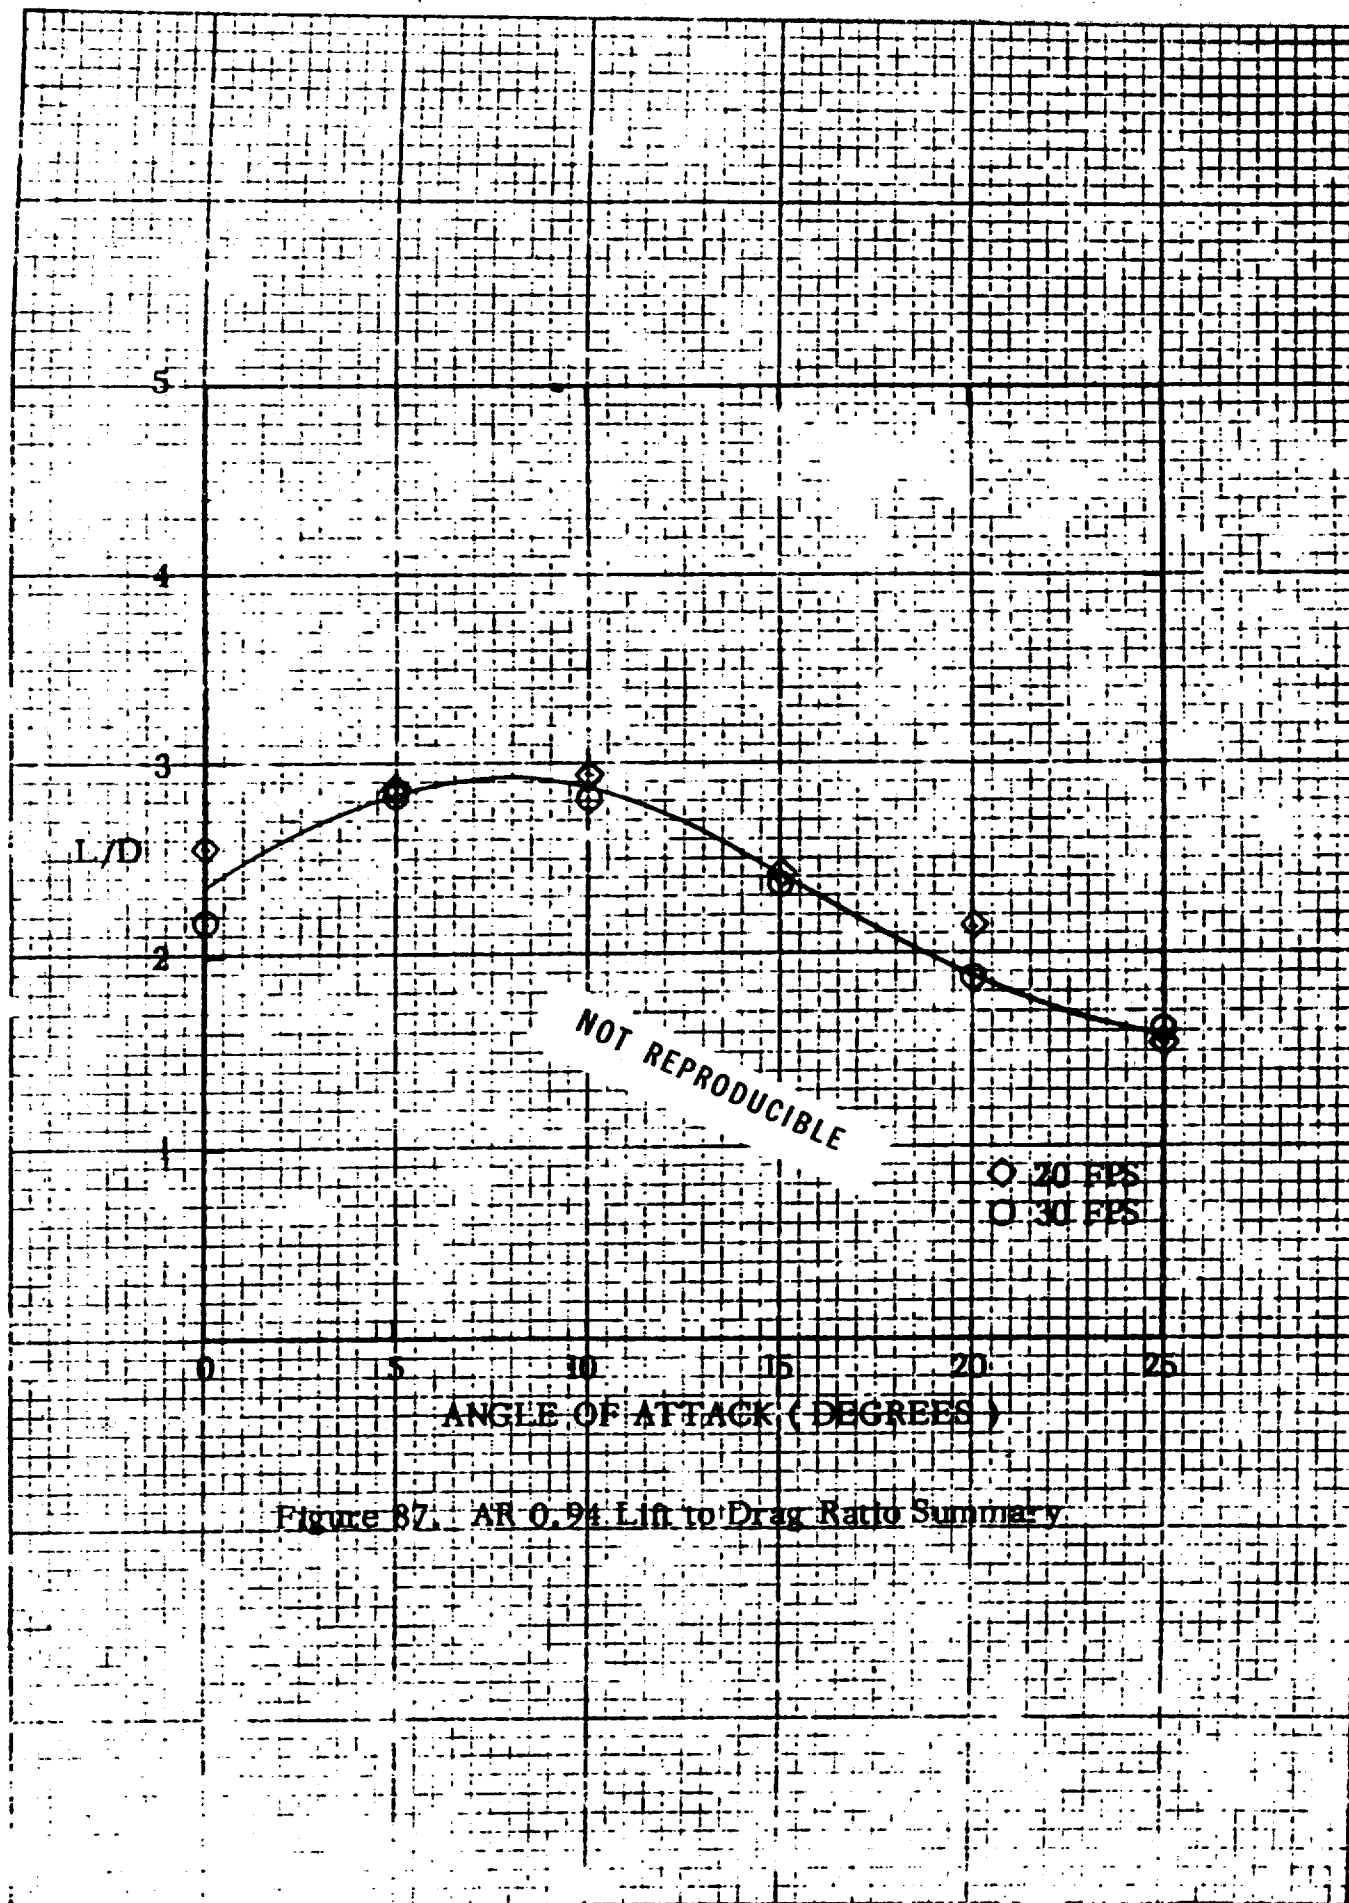 5
4
3
L/D
2
NOT REPRODUCIBLE
1
◇ 20 FPS
○ 30 FPS
0 5 10 15 20 25
ANGLE OF ATTACK ( DEGREES )
Figure 87. AR 0.94 Lift to Drag Ratio Summary